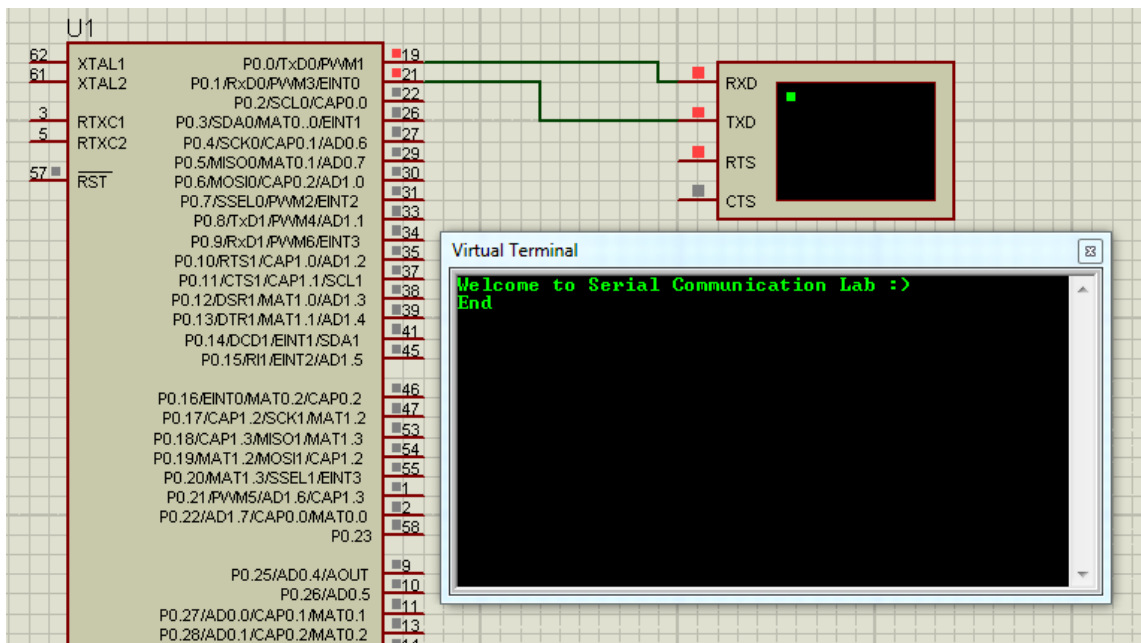 U1
62 XTAL1
61 XTAL2
3 RTXC1
5 RTXC2
57 RST
P0.0/TxD0/PWM1 19
P0.1/RxD0/PWM3/EINT0 21
P0.2/SCL0/CAP0.0 22
P0.3/SDA0/MAT0..0/EINT1 26
P0.4/SCK0/CAP0.1/AD0.6 27
P0.5/MISO0/MAT0.1/AD0.7 29
P0.6/MOSI0/CAP0.2/AD1.0 30
P0.7/SSEL0/PWM2/EINT2 31
P0.8/TxD1/PWM4/AD1.1 33
P0.9/RxD1/PWM6/EINT3 34
P0.10/RTS1/CAP1.0/AD1.2 35
P0.11/CTS1/CAP1.1/SCL1 37
P0.12/DSR1/MAT1.0/AD1.3 38
P0.13/DTR1/MAT1.1/AD1.4 39
P0.14/DCD1/EINT1/SDA1 41
P0.15/RI1/EINT2/AD1.5 45
P0.16/EINT0/MAT0.2/CAP0.2 46
P0.17/CAP1.2/SCK1/MAT1.2 47
P0.18/CAP1.3/MISO1/MAT1.3 53
P0.19/MAT1.2/MOSI1/CAP1.2 54
P0.20/MAT1.3/SSEL1/EINT3 55
P0.21/PWM5/AD1.6/CAP1.3 1
P0.22/AD1.7/CAP0.0/MAT0.0 2
P0.23 58
P0.25/AD0.4/AOUT 9
P0.26/AD0.5 10
P0.27/AD0.0/CAP0.1/MAT0.1 11
P0.28/AD0.1/CAP0.2/MAT0.2 13
RXD
TXD
RTS
CTS
Virtual Terminal
Welcome to Serial Communication Lab :)
End